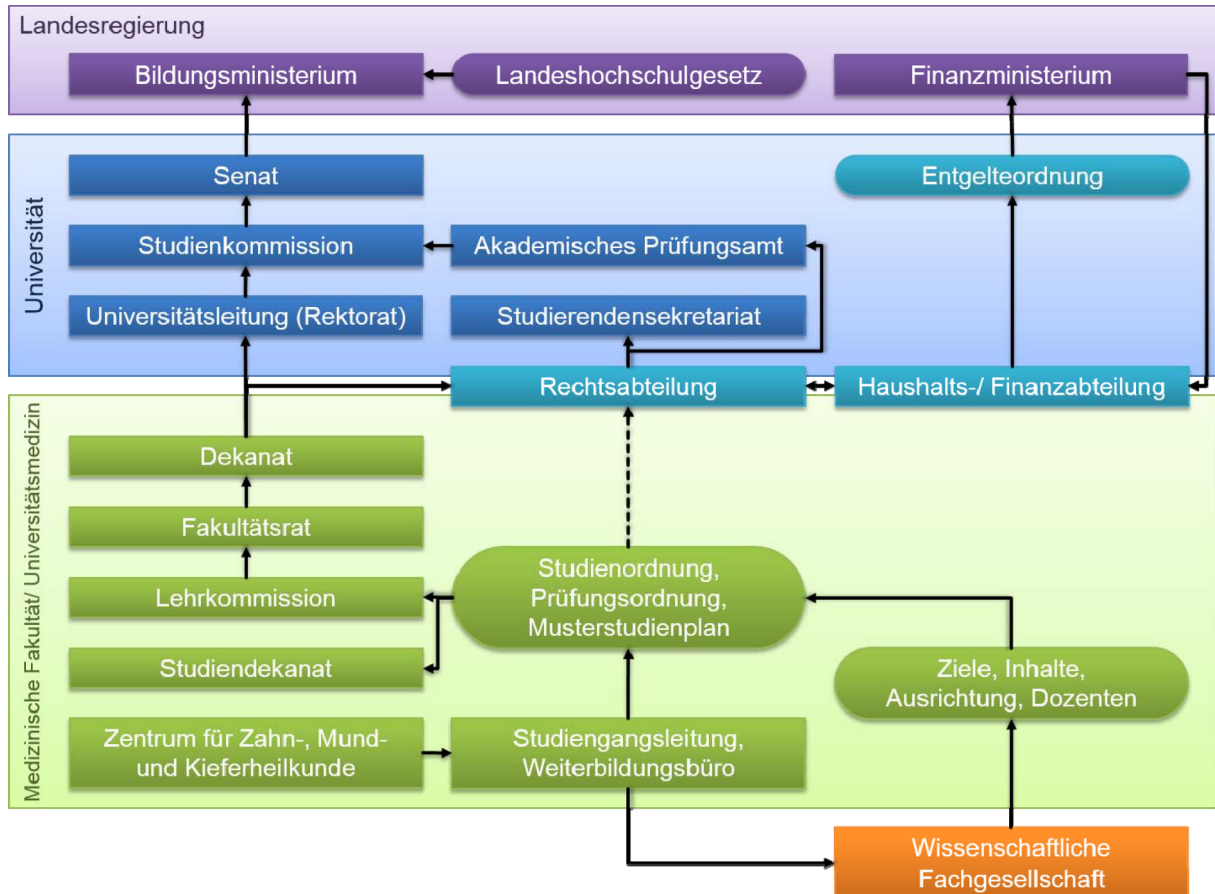 Landesregierung
Bildungsministerium
Landeshochschulgesetz
Finanzministerium
Universität
Senat
Entgelteordnung
Studienkommission
Akademisches Prüfungsamt
Universitätsleitung (Rektorat)
Studierendensekretariat
Rechtsabteilung
Haushalts-/ Finanzabteilung
Medizinische Fakultät/ Universitätsmedizin
Dekanat
Fakultätsrat
Lehrkommission
Studienordnung,
Prüfungsordnung,
Musterstudienplan
Studiendekanat
Ziele, Inhalte,
Ausrichtung, Dozenten
Zentrum für Zahn-, Mund-
und Kieferheilkunde
Studiengangsleitung,
Weiterbildungsbüro
Wissenschaftliche
Fachgesellschaft